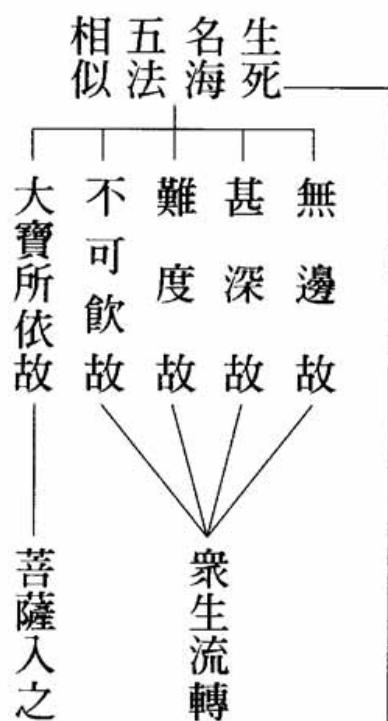 生死
名海
五法
相似
無邊故
甚深故
難度故
不可飲故
大寶所依故
眾生流轉
菩薩入之